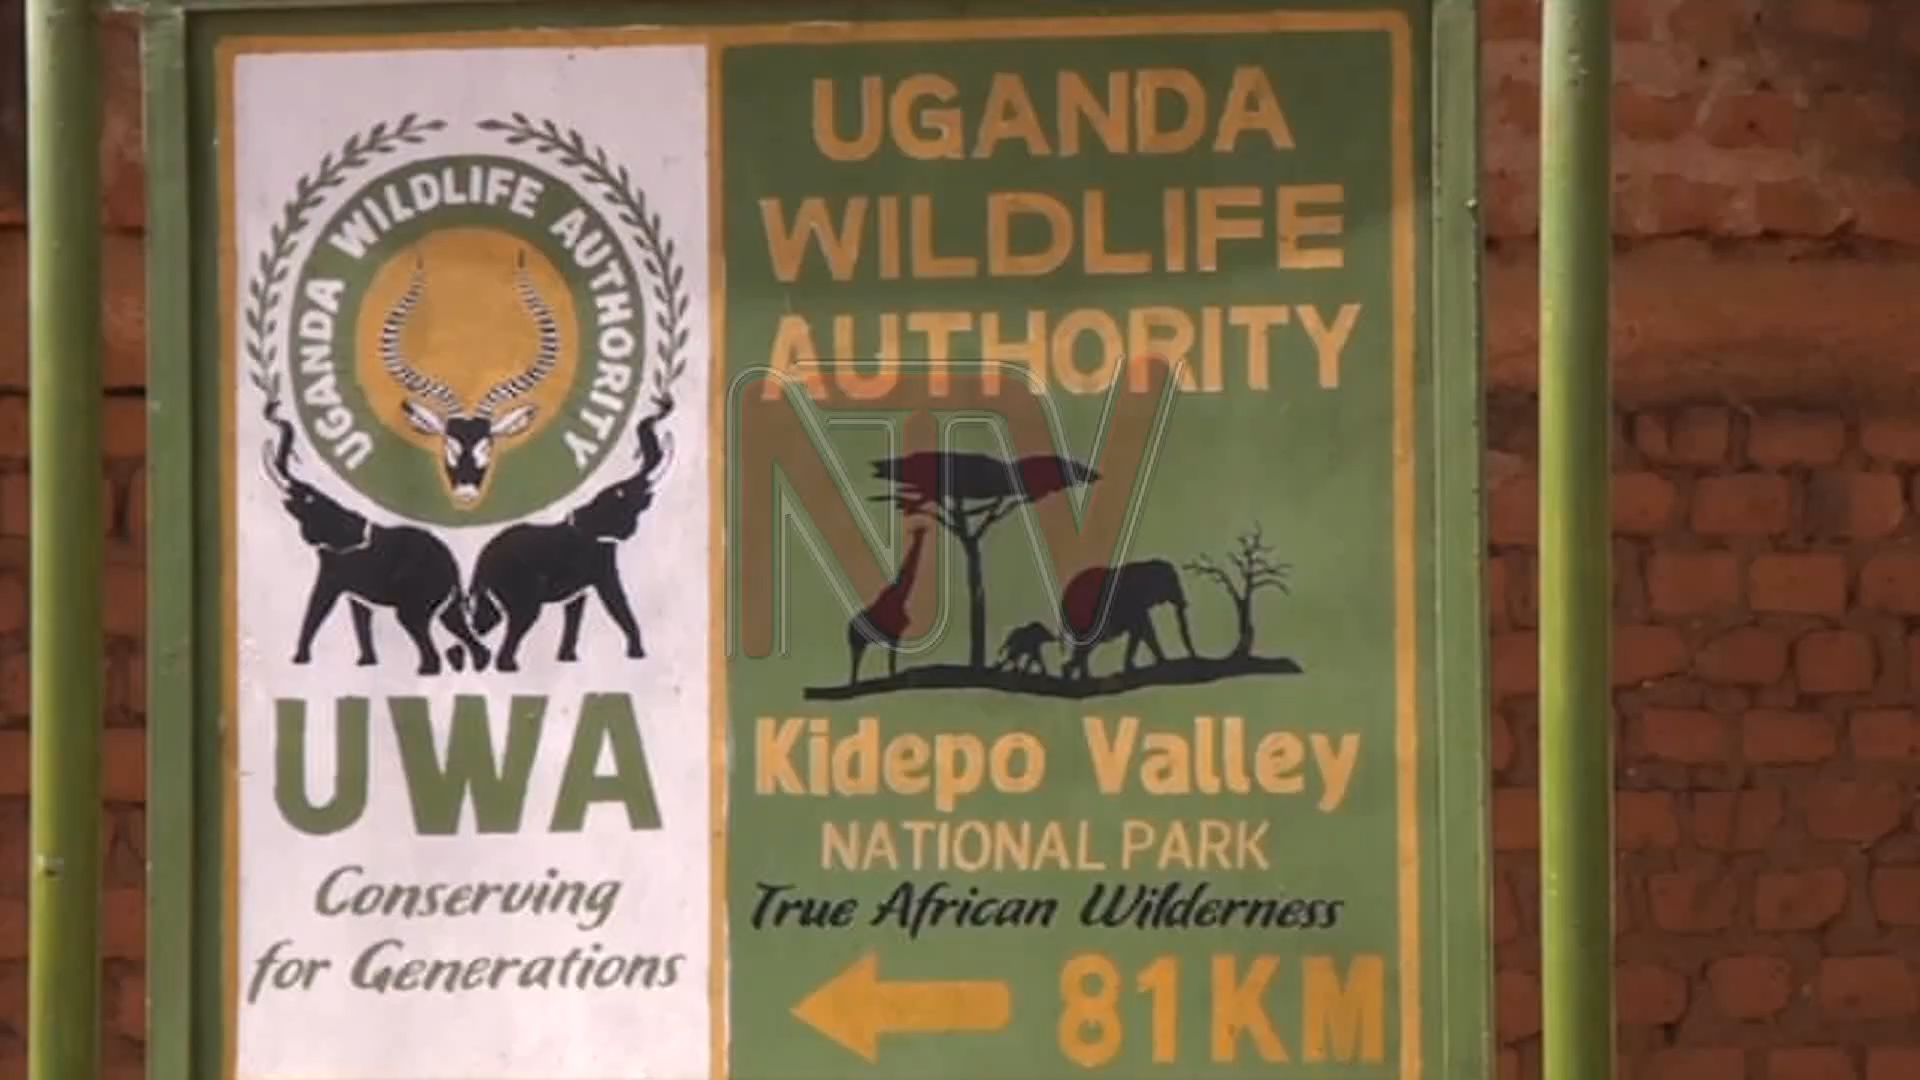 UGANDA WILDLIFE AUTHORITY
UWA
Conserving
for Generations
UGANDA
WILDLIFE
AUTHORITY
NTV
Kidepo Valley
NATIONAL PARK
True African Wilderness
81KM